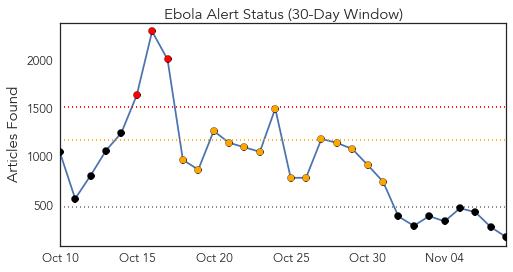 Ebola Alert Status (30-Day Window)
Articles Found
2000
1500
1000
500
Oct 10 Oct 15 Oct 20 Oct 25 Oct 30 Nov 04